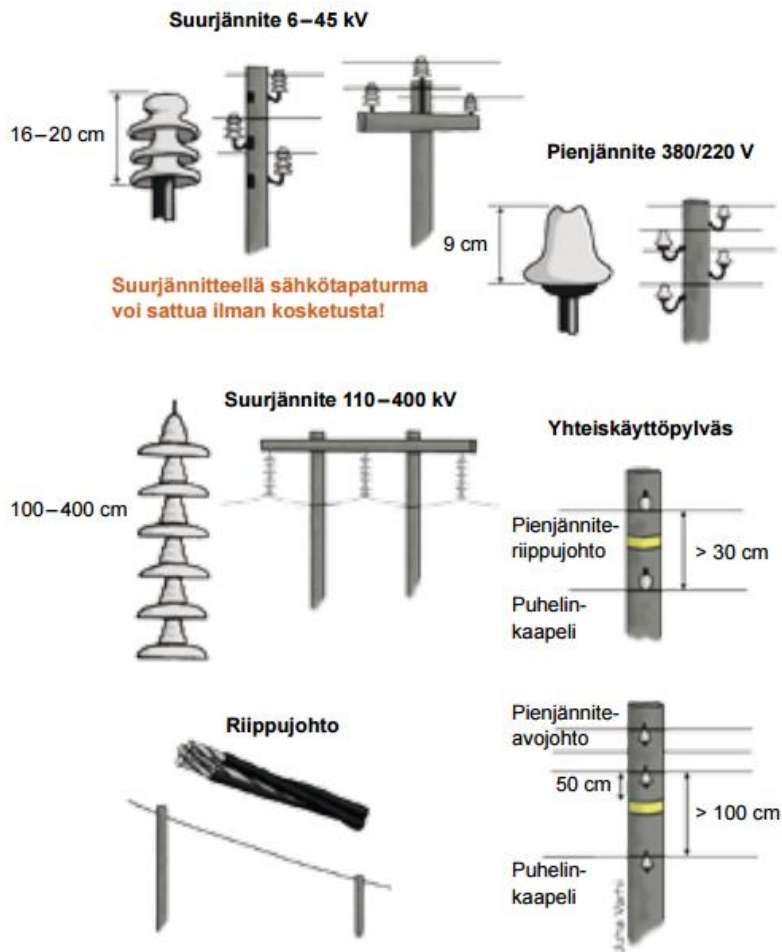 Suurjännite 6–45 kV
16–20 cm
Suurjännitteellä sähkötapaturma
voi sattua ilman kosketusta!
Pienjännite 380/220 V
9 cm
Suurjännite 110–400 kV
100–400 cm
Yhteiskäyttöpylväs
Pienjännite-
riippujohto
> 30 cm
Puhelin-
kaapeli
Riippujohto
Pienjännite-
avojohto
50 cm
> 100 cm
Puhelin-
kaapeli
Juha Varhi